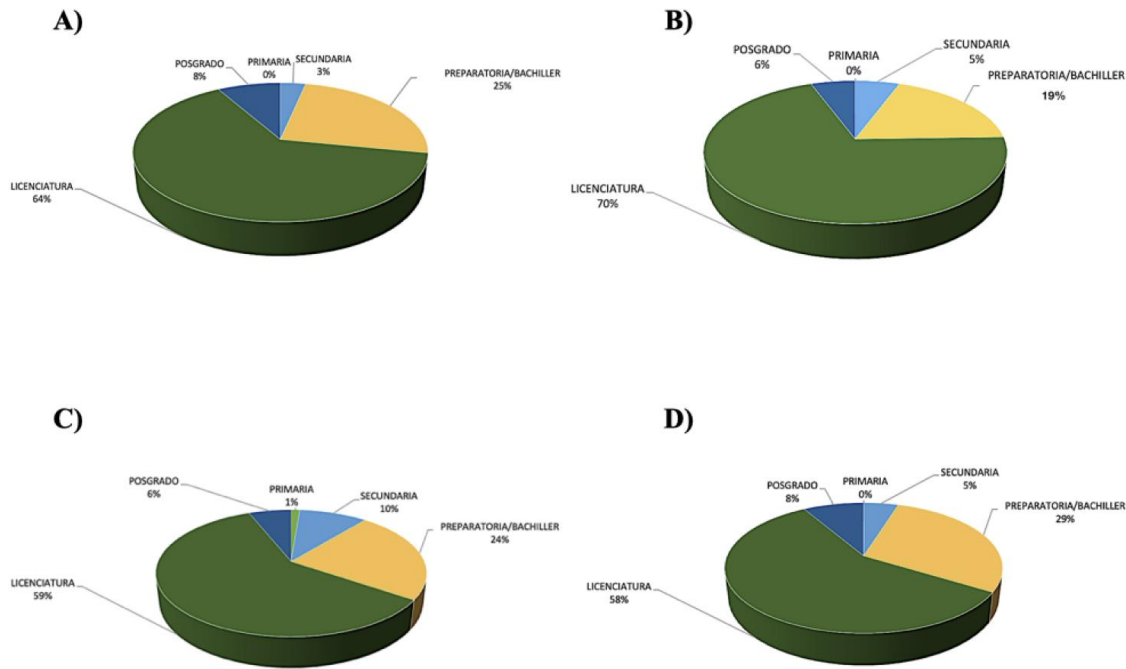 A)
POSGRADO
8%
PRIMARIA
0%
SECUNDARIA
3%
PREPARATORIA/BACHILLER
25%
LICENCIATURA
64%
B)
POSGRADO
6%
PRIMARIA
0%
SECUNDARIA
5%
PREPARATORIA/BACHILLER
19%
LICENCIATURA
70%
C)
POSGRADO
6%
PRIMARIA
1%
SECUNDARIA
10%
PREPARATORIA/BACHILLER
24%
LICENCIATURA
59%
D)
POSGRADO
8%
PRIMARIA
0%
SECUNDARIA
5%
PREPARATORIA/BACHILLER
29%
LICENCIATURA
58%